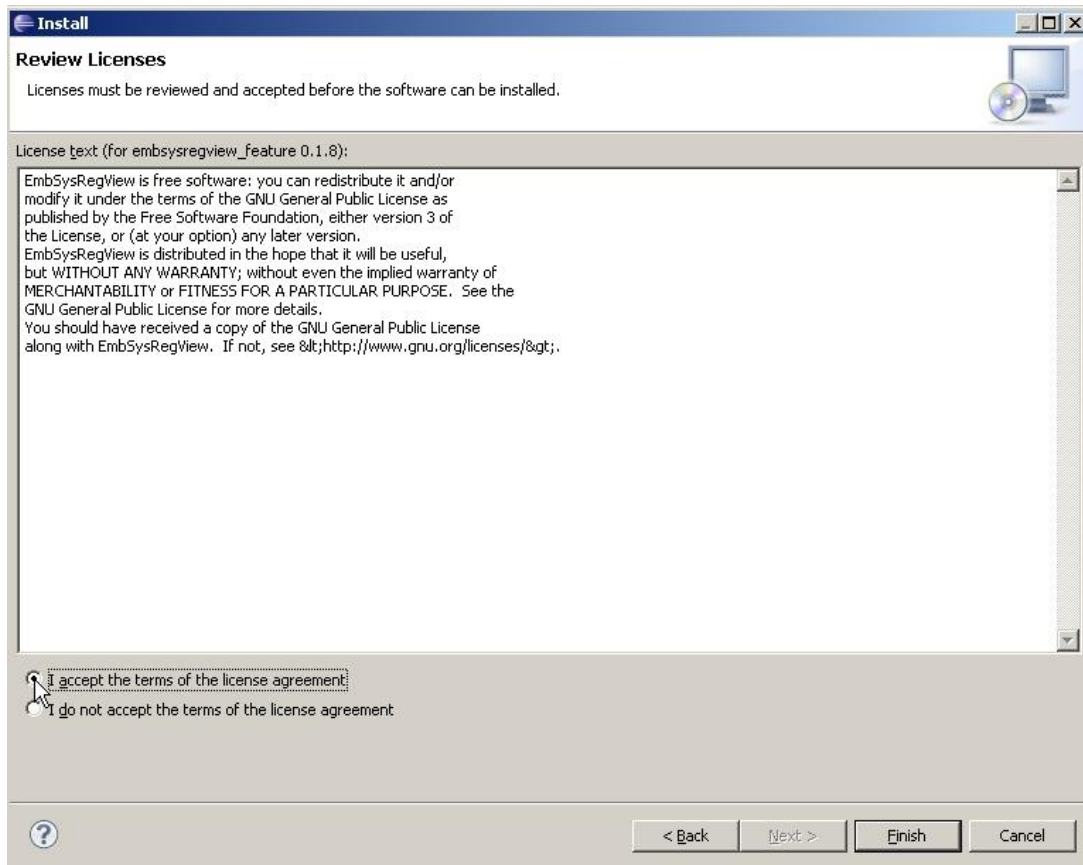 Install
Review Licenses
Licenses must be reviewed and accepted before the software can be installed.
License text (for embsysregview_feature 0.1.8):
EmbSysRegView is free software: you can redistribute it and/or
modify it under the terms of the GNU General Public License as
published by the Free Software Foundation, either version 3 of
the License, or (at your option) any later version.
EmbSysRegView is distributed in the hope that it will be useful,
but WITHOUT ANY WARRANTY; without even the implied warranty of
MERCHANTABILITY or FITNESS FOR A PARTICULAR PURPOSE.  See the
GNU General Public License for more details.
You should have received a copy of the GNU General Public License
along with EmbSysRegView.  If not, see &lt;http://www.gnu.org/licenses/&gt;.
I accept the terms of the license agreement
I do not accept the terms of the license agreement
? < Back Next > Finish Cancel